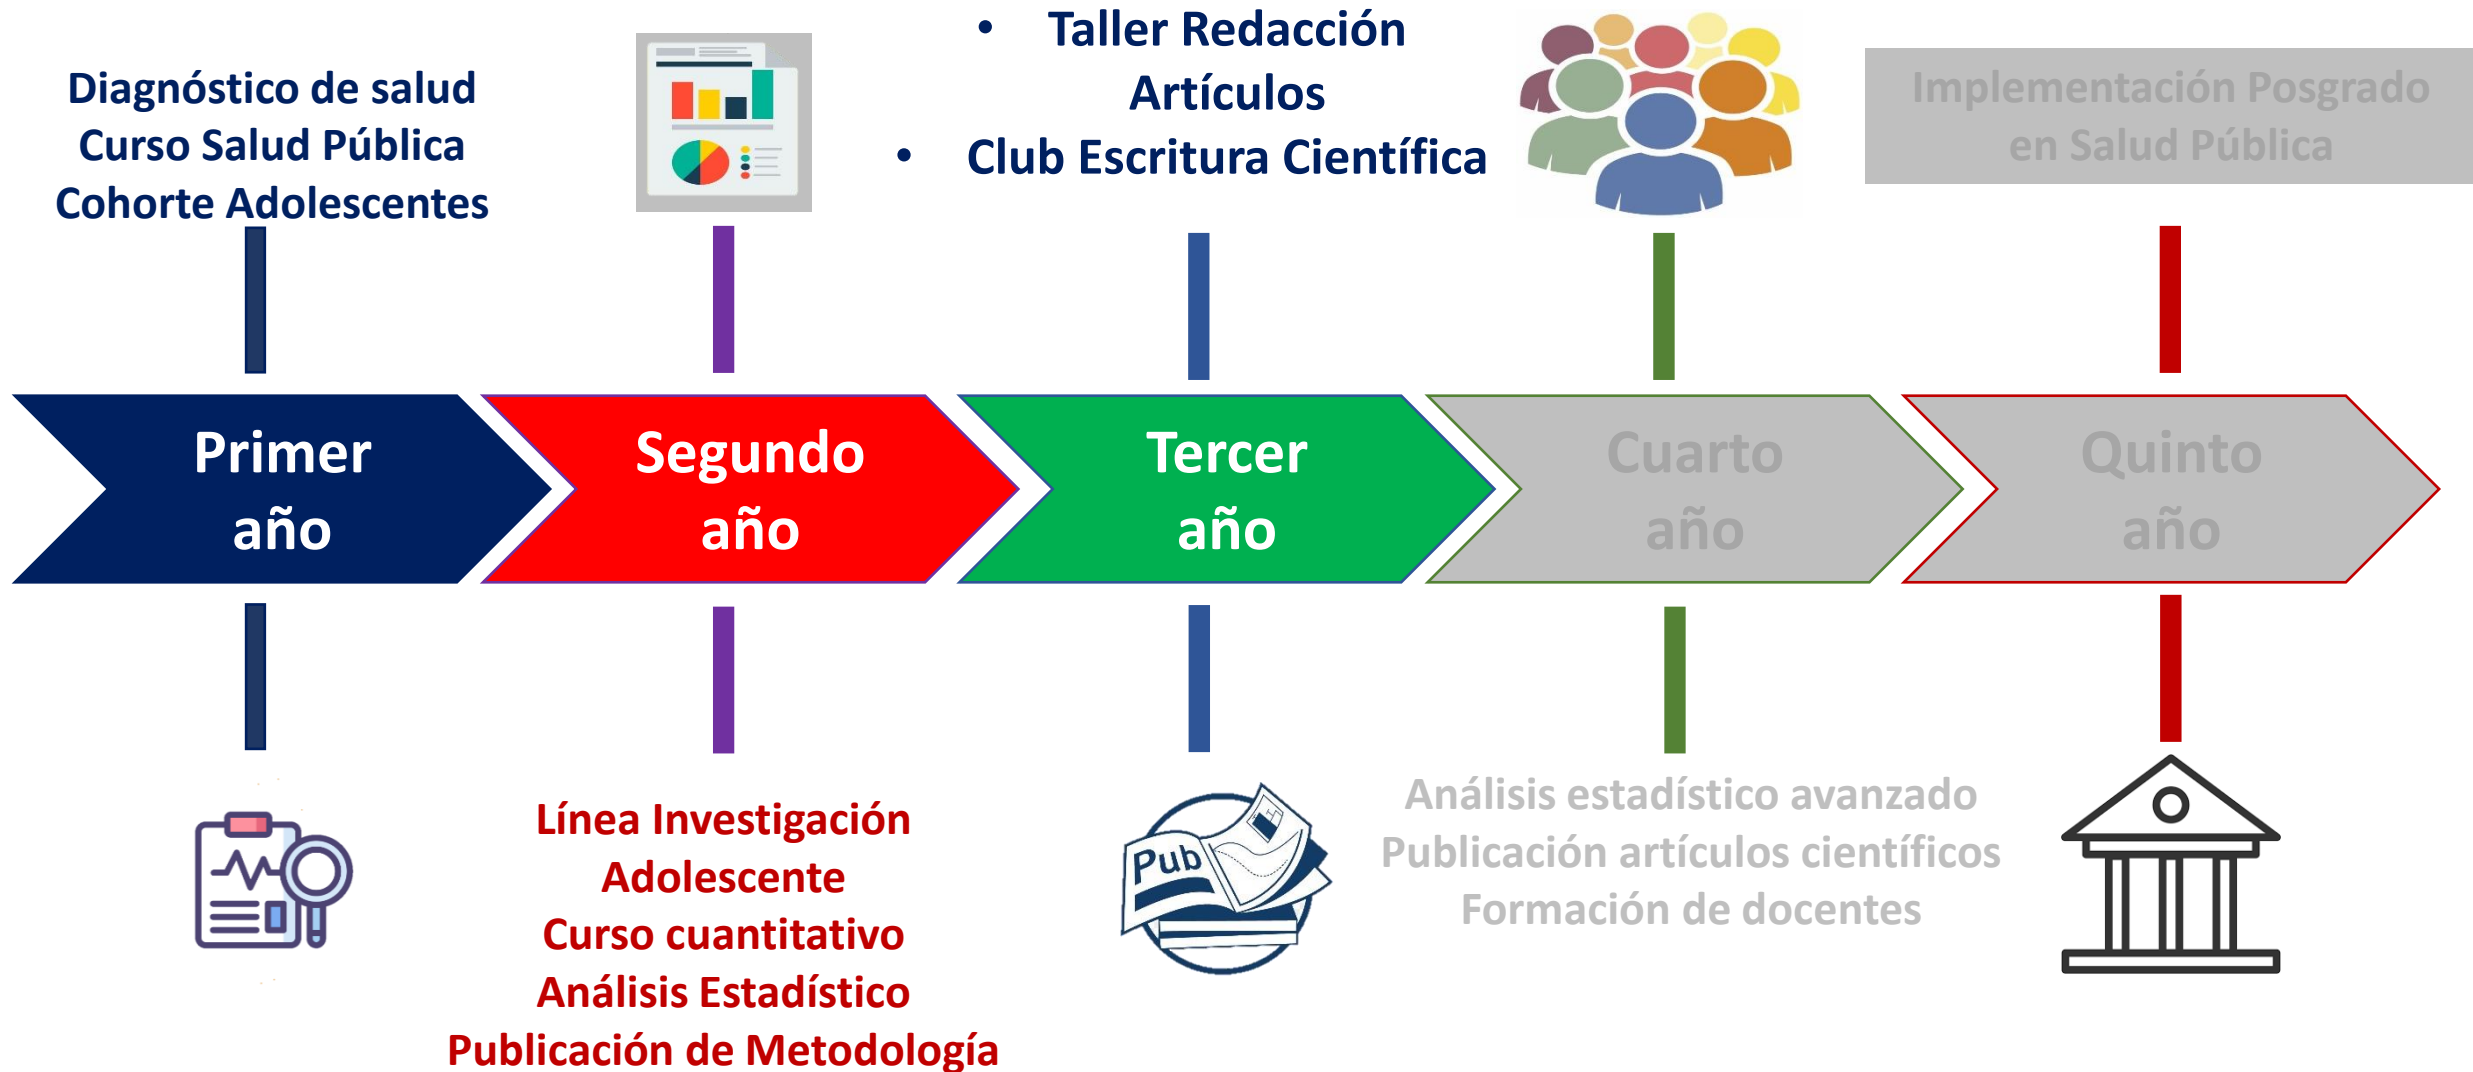 Diagnóstico de salud
Curso Salud Pública
Cohorte Adolescentes
• Taller Redacción
Artículos
• Club Escritura Científica
Implementación Posgrado
en Salud Pública
Primer
año
Segundo
año
Tercer
año
Cuarto
año
Quinto
año
Línea Investigación
Adolescente
Curso cuantitativo
Análisis Estadístico
Publicación de Metodología
Pub
Análisis estadístico avanzado
Publicación artículos científicos
Formación de docentes